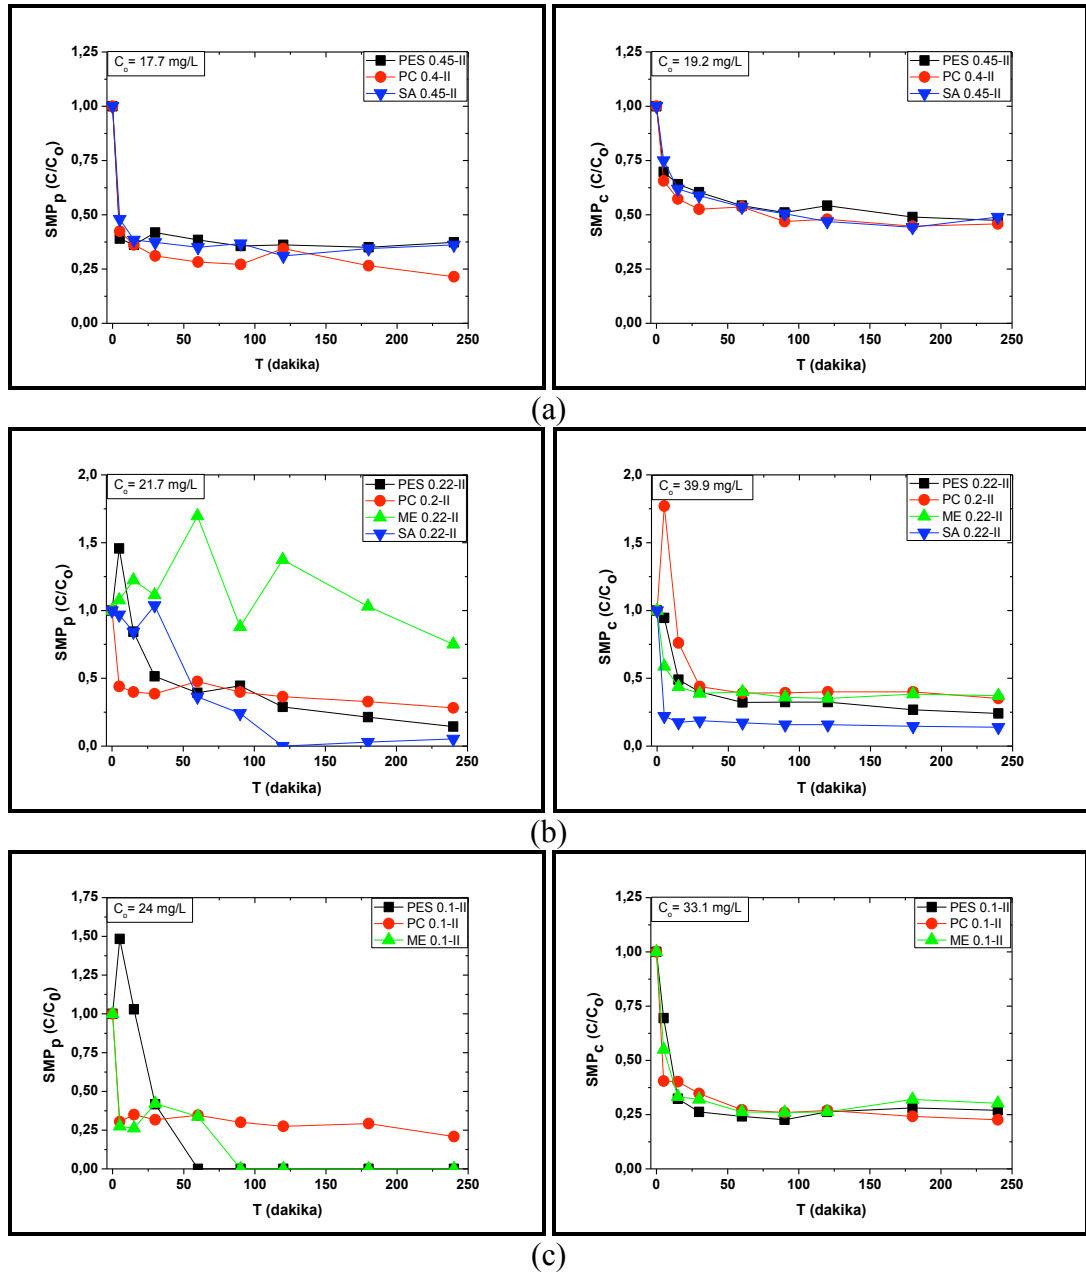 C₀= 17.7 mg/L
PES 0.45-II
PC 0.4-II
SA 0.45-II
1,25
1,00
0,75
0,50
0,25
0,00
SMPp (C/Co)
0 50 100 150 200 250
T (dakika)
C₀= 19.2 mg/L
PES 0.45-II
PC 0.4-II
SA 0.45-II
1,25
1,00
0,75
0,50
0,25
0,00
SMPC (C/Co)
0 50 100 150 200 250
T (dakika)
(a)
C₀= 21.7 mg/L
PES 0.22-II
PC 0.2-II
ME 0.22-II
SA 0.22-II
2,0
1,5
1,0
0,5
0,0
SMPp (C/Co)
0 50 100 150 200 250
T (dakika)
C₀= 39.9 mg/L
PES 0.22-II
PC 0.2-II
ME 0.22-II
SA 0.22-II
2,0
1,5
1,0
0,5
0,0
SMPC (C/Co)
0 50 100 150 200 250
T (dakika)
(b)
C₀= 24 mg/L
PES 0.1-II
PC 0.1-II
ME 0.1-II
1,75
1,50
1,25
1,00
0,75
0,50
0,25
0,00
SMPp (C/C0)
0 50 100 150 200 250
T (dakika)
C₀= 33.1 mg/L
PES 0.1-II
PC 0.1-II
ME 0.1-II
1,25
1,00
0,75
0,50
0,25
0,00
SMPC (C/Co)
0 50 100 150 200 250
T (dakika)
(c)